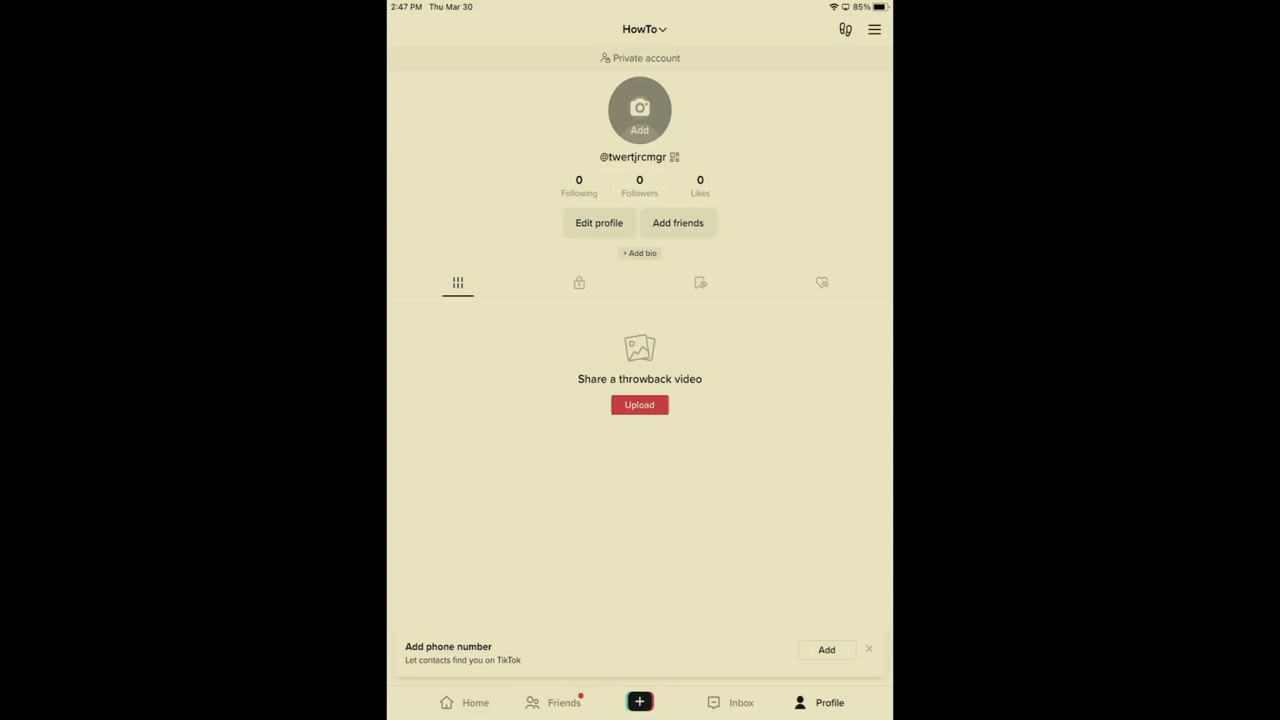 2:47 PM Thu Mar 30 85%
HowTo
Private account
Add
@twertjrcmgr
0 0 0
Following Followers Likes
Edit profile Add friends
+ Add bio
Share a throwback video
Upload
Add phone number
Let contacts find you on TikTok
Add
Home Friends Inbox Profile